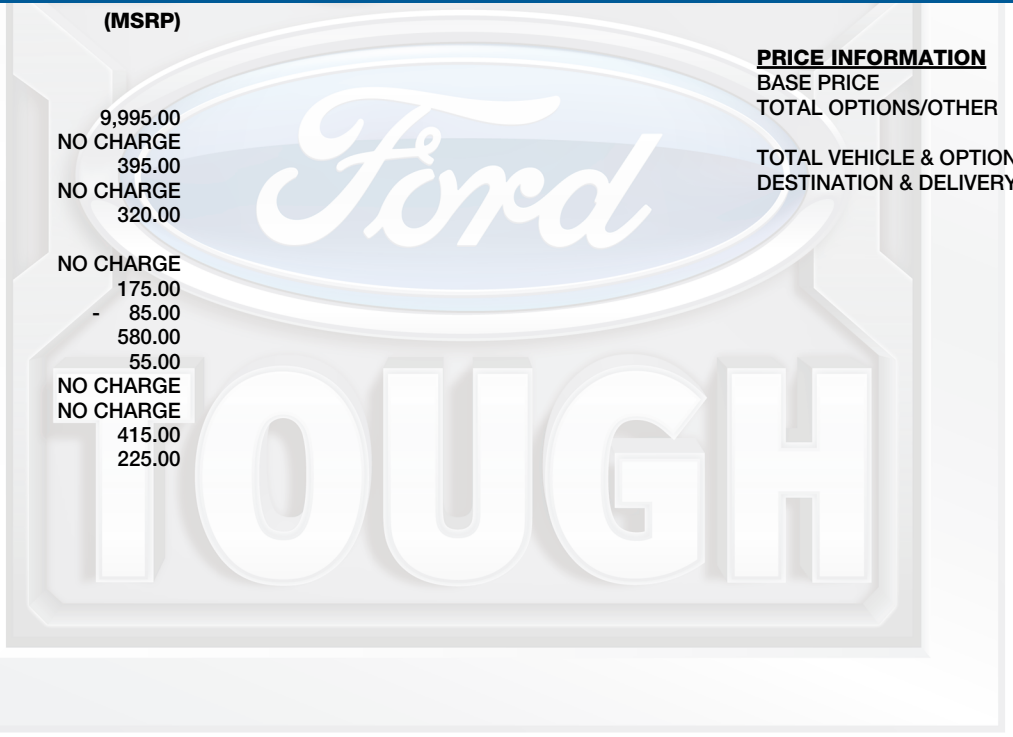 (MSRP)
9,995.00
NO CHARGE
395.00
NO CHARGE
320.00
NO CHARGE
175.00
- 85.00
580.00
55.00
NO CHARGE
NO CHARGE
415.00
225.00
PRICE INFORMATION
BASE PRICE
TOTAL OPTIONS/OTHER
TOTAL VEHICLE & OPTION
DESTINATION & DELIVERY
Ford
TOUGH